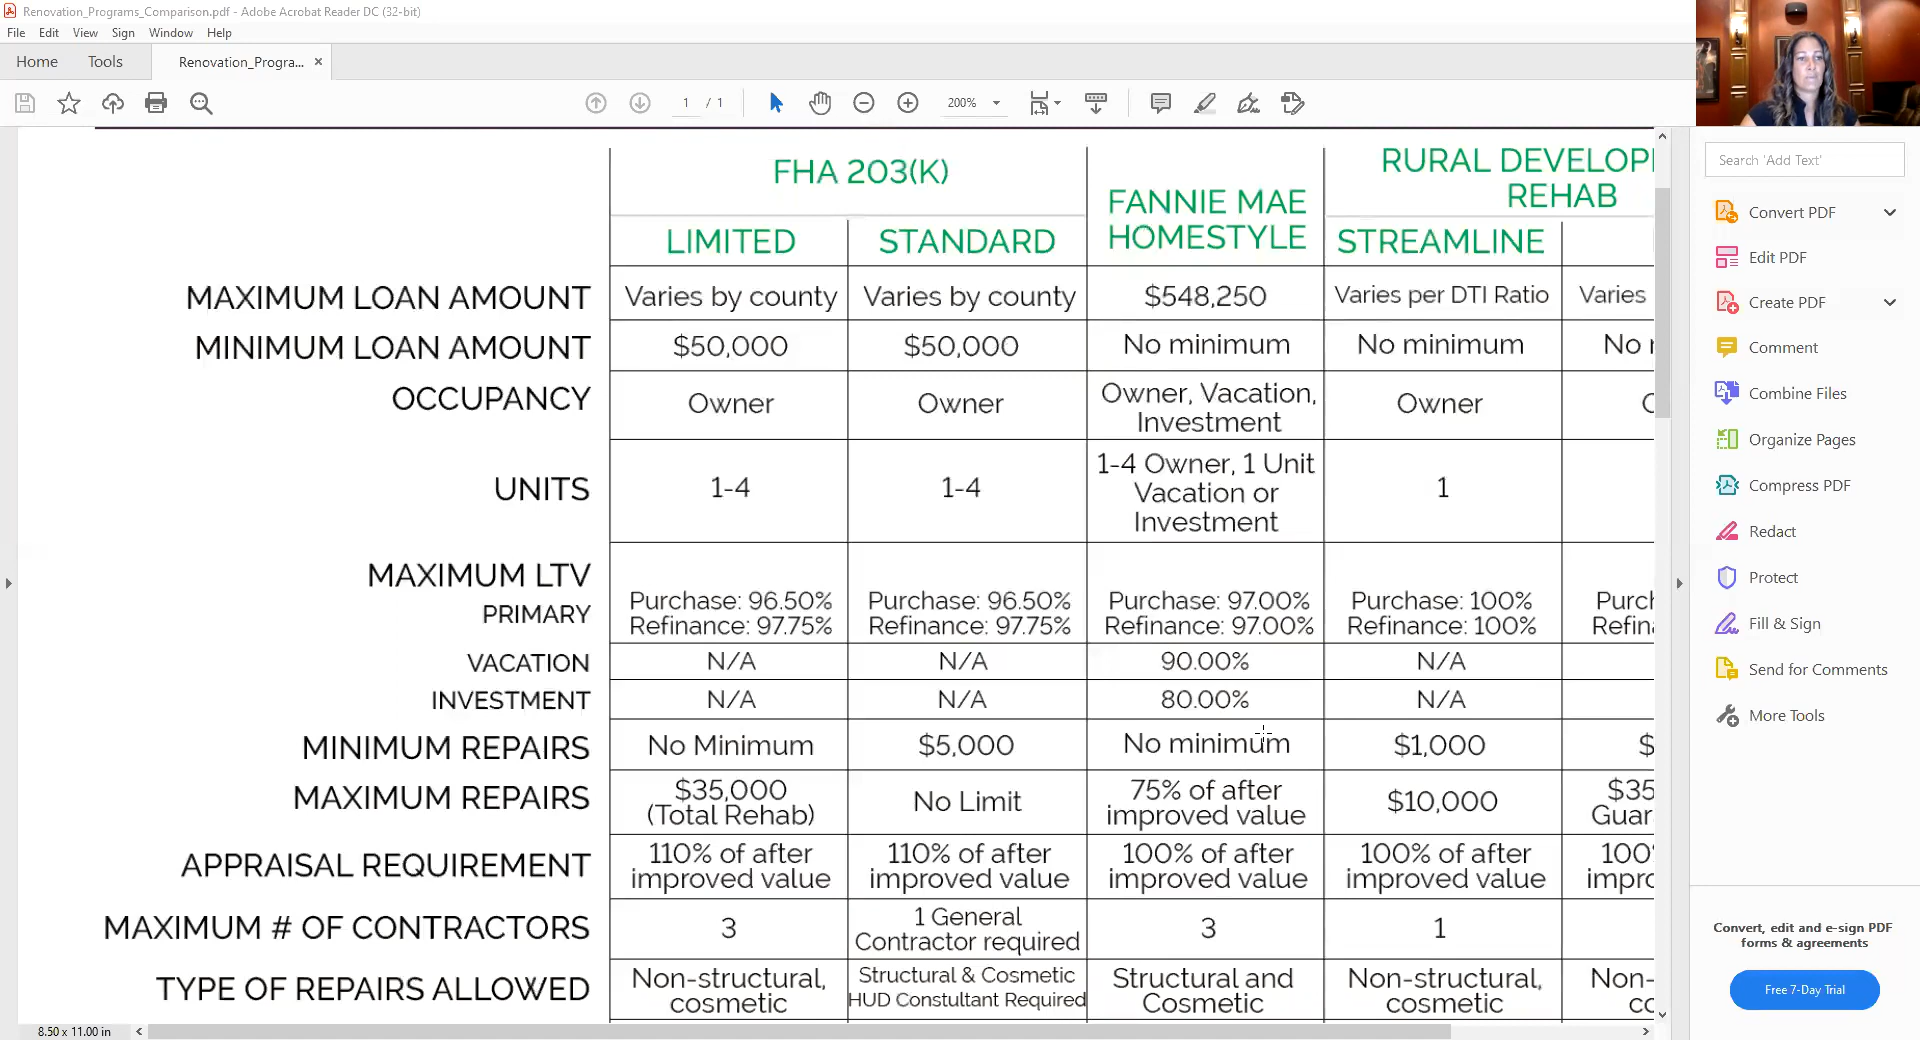 Renovation_Programs_Comparison.pdf - Adobe Acrobat Reader DC (32-bit)
File Edit View Sign Window Help
Home Tools Renovation_Progra... ×
1 / 1 200%
Search 'Add Text'
FHA 203(K) FANNIE MAE HOMESTYLE RURAL DEVELOP
REHAB
LIMITED STANDARD STREAMLINE
MAXIMUM LOAN AMOUNT Varies by county Varies by county $548,250 Varies per DTI Ratio Varies
MINIMUM LOAN AMOUNT $50,000 $50,000 No minimum No minimum No
OCCUPANCY Owner Owner Owner, Vacation, Investment Owner
UNITS 1-4 1-4 1-4 Owner, 1 Unit Vacation or Investment 1
MAXIMUM LTV
PRIMARY Purchase: 96.50% Purchase: 96.50% Purchase: 97.00% Purchase: 100% Purch
Refinance: 97.75% Refinance: 97.75% Refinance: 97.00% Refinance: 100% Refin
VACATION N/A N/A 90.00% N/A
INVESTMENT N/A N/A 80.00% N/A
MINIMUM REPAIRS No Minimum $5,000 No minimum $1,000 $
MAXIMUM REPAIRS $35,000 (Total Rehab) No Limit 75% of after improved value $10,000 $35 Guar
APPRAISAL REQUIREMENT 110% of after improved value 110% of after improved value 100% of after improved value 100% of after improved value 100 impro
MAXIMUM # OF CONTRACTORS 3 1 General Contractor required 3 1
TYPE OF REPAIRS ALLOWED Non-structural, cosmetic Structural & Cosmetic HUD Constultant Required Structural and Cosmetic Non-structural, cosmetic Non- co
8.50 x 11.00 in
Convert PDF
Edit PDF
Create PDF
Comment
Combine Files
Organize Pages
Compress PDF
Redact
Protect
Fill & Sign
Send for Comments
More Tools
Convert, edit and e-sign PDF
forms & agreements
Free 7-Day Trial